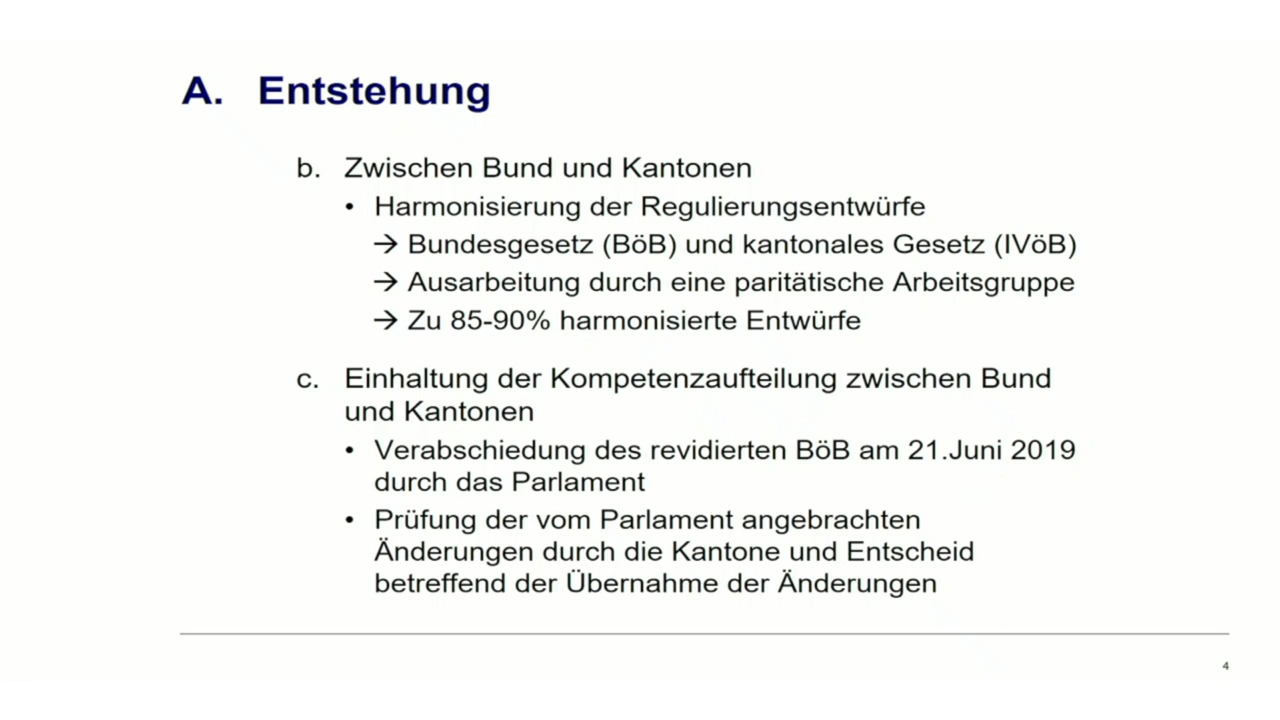 A. Entstehung
b. Zwischen Bund und Kantonen
• Harmonisierung der Regulierungsentwürfe
→ Bundesgesetz (BöB) und kantonales Gesetz (IVöB)
→ Ausarbeitung durch eine paritätische Arbeitsgruppe
→ Zu 85-90% harmonisierte Entwürfe
c. Einhaltung der Kompetenzaufteilung zwischen Bund
und Kantonen
• Verabschiedung des revidierten BöB am 21.Juni 2019
durch das Parlament
• Prüfung der vom Parlament angebrachten
Änderungen durch die Kantone und Entscheid
betreffend der Übernahme der Änderungen
4